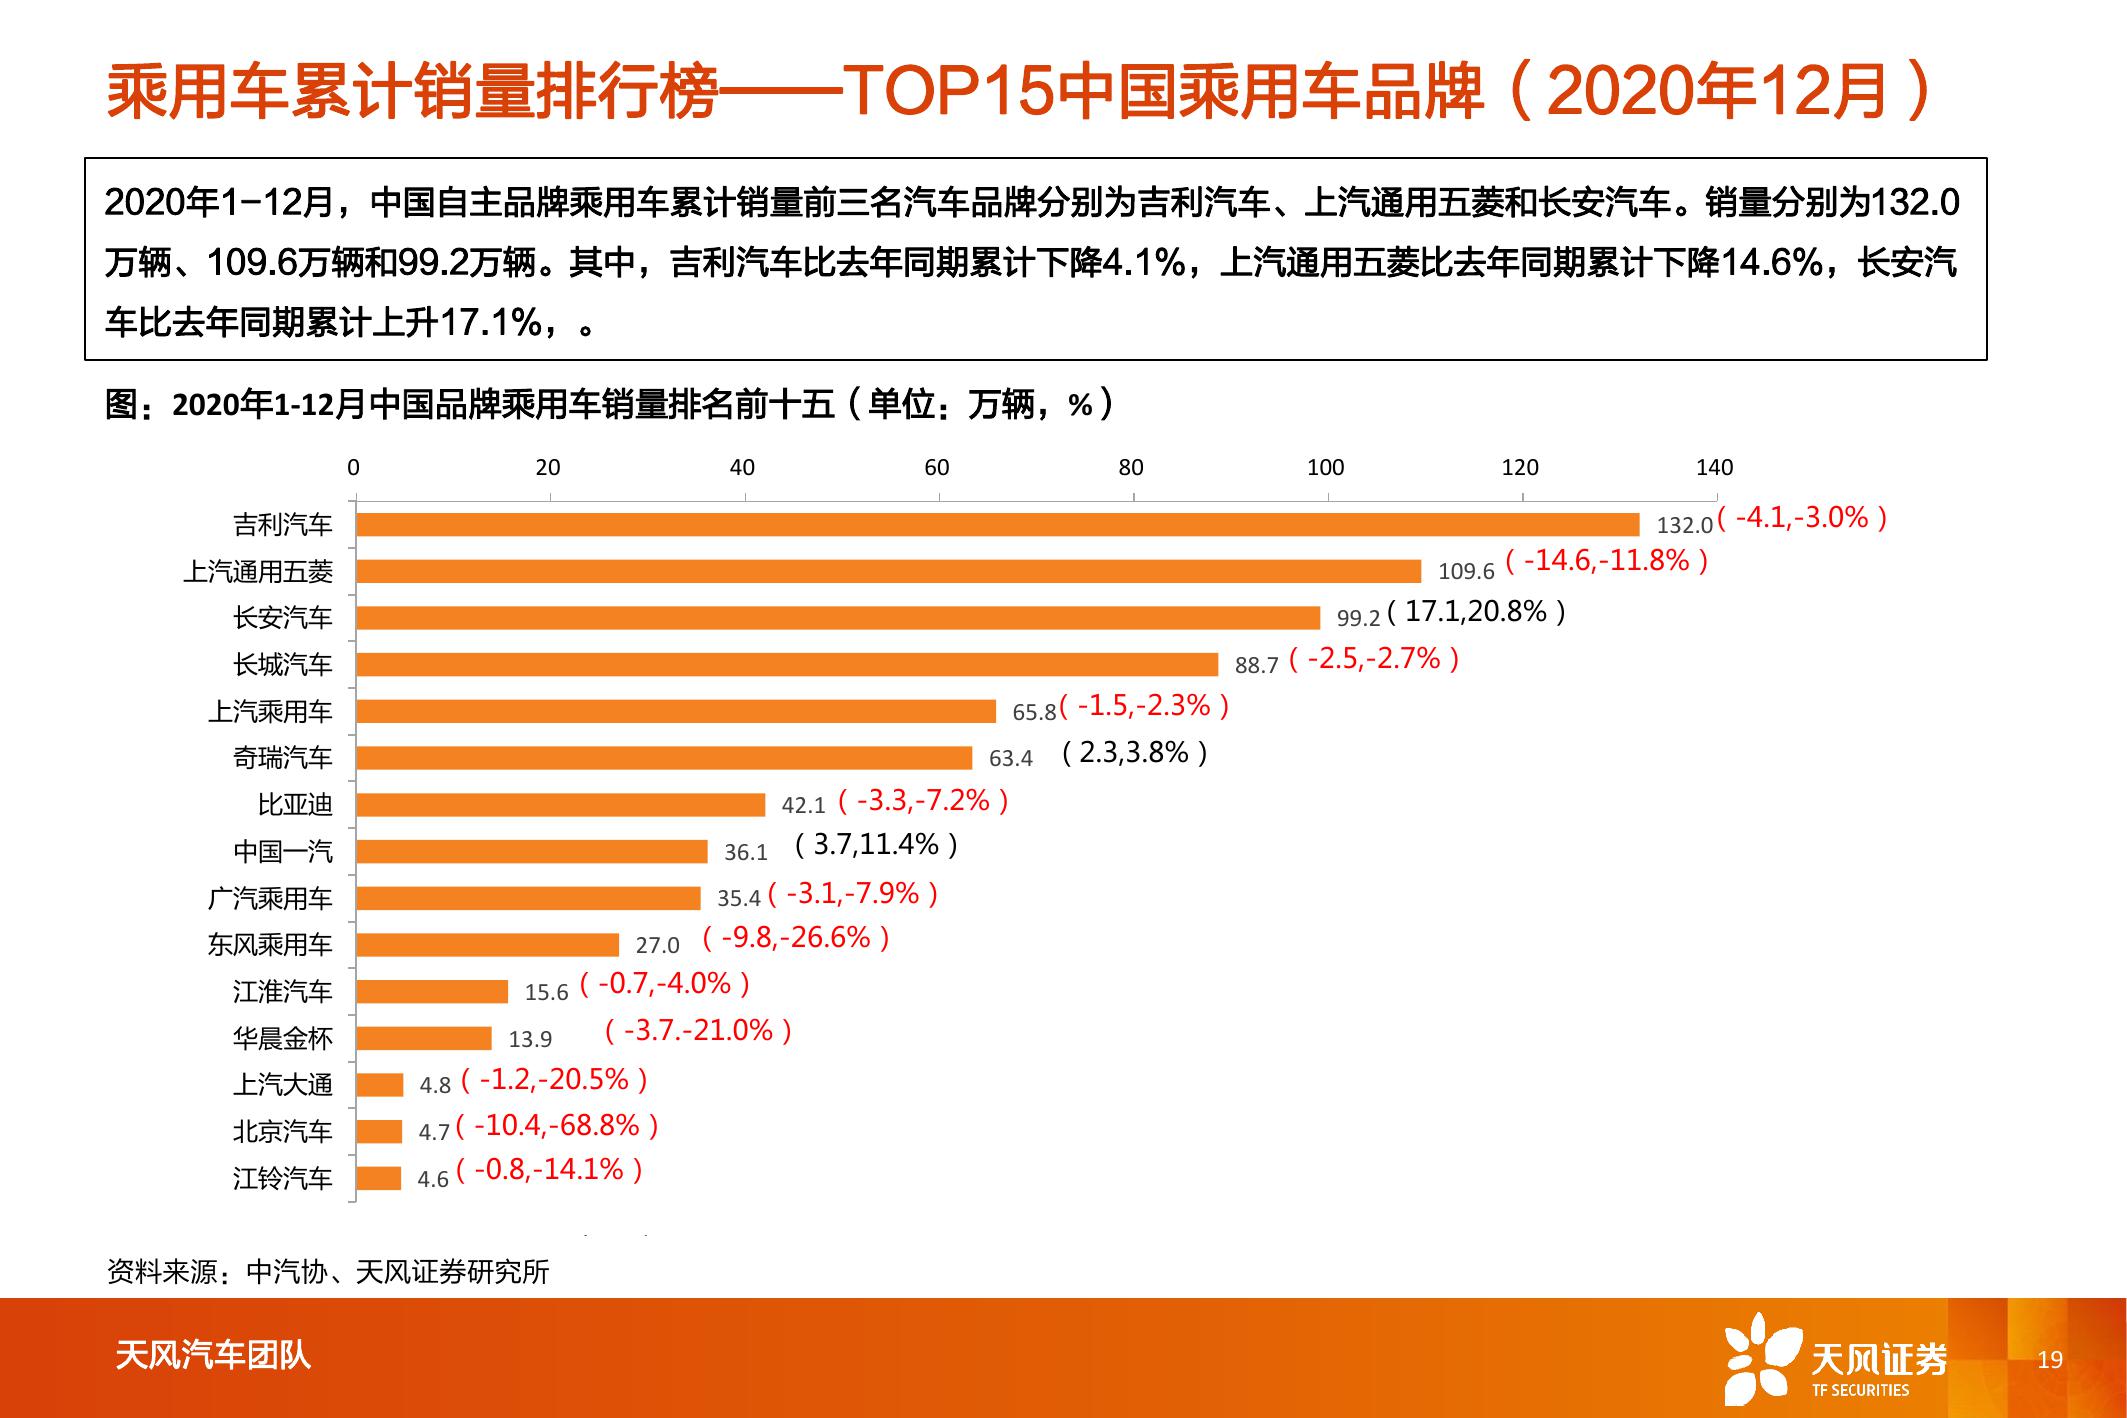 乘用车累计销量排行榜——TOP15中国乘用车品牌（2020年12月）
2020年1-12月，中国自主品牌乘用车累计销量前三名汽车品牌分别为吉利汽车、上汽通用五菱和长安汽车。销量分别为132.0
万辆、109.6万辆和99.2万辆。其中，吉利汽车比去年同期累计下降4.1%，上汽通用五菱比去年同期累计下降14.6%，长安汽
车比去年同期累计上升17.1%，。
图：2020年1-12月中国品牌乘用车销量排名前十五（单位：万辆，%）
0 20 40 60 80 100 120 140
吉利汽车 132.0（-4.1,-3.0%）
上汽通用五菱 109.6（-14.6,-11.8%）
长安汽车 99.2（17.1,20.8%）
长城汽车 88.7（-2.5,-2.7%）
上汽乘用车 65.8（-1.5,-2.3%）
奇瑞汽车 63.4（2.3,3.8%）
比亚迪 42.1（-3.3,-7.2%）
中国一汽 36.1（3.7,11.4%）
广汽乘用车 35.4（-3.1,-7.9%）
东风乘用车 27.0（-9.8,-26.6%）
江淮汽车 15.6（-0.7,-4.0%）
华晨金杯 13.9（-3.7.-21.0%）
上汽大通 4.8（-1.2,-20.5%）
北京汽车 4.7（-10.4,-68.8%）
江铃汽车 4.6（-0.8,-14.1%）
资料来源：中汽协、天风证券研究所
天风汽车团队
天风证券
TF SECURITIES
19